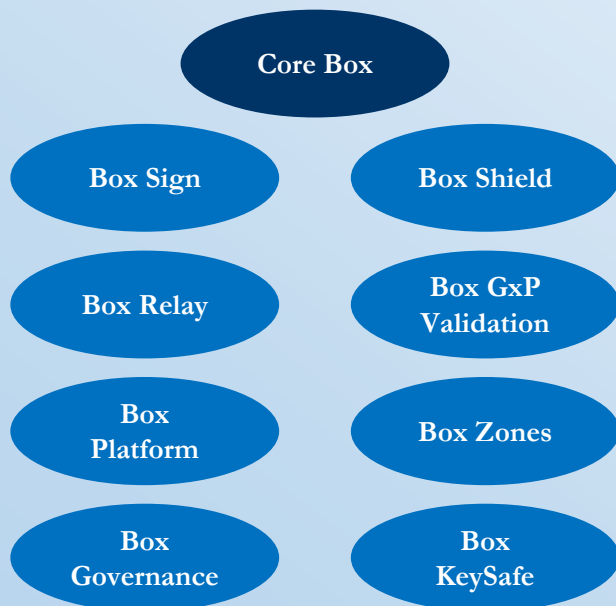 Core Box
Box Sign
Box Shield
Box Relay
Box GxP
Validation
Box
Platform
Box Zones
Box
Governance
Box
KeySafe